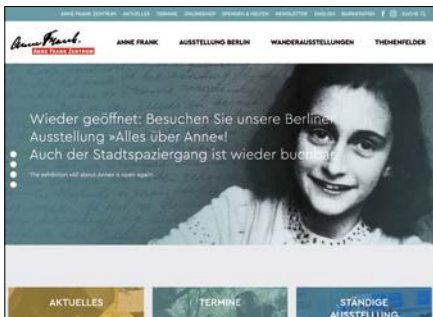 ANNE FRANK ZENTRUM AKTUELLES TERMINE ONLINESHOP SPENDEN & HELFEN NEWSLETTER ENGLISH BARRIEREFREI SUCHE
Anne Frank.
ANNE FRANK ZENTRUM
ANNE FRANK AUSSTELLUNG BERLIN WANDERAUSSTELLUNGEN THEMENFELDER
Wieder geöffnet: Besuchen Sie unsere Berliner
Ausstellung »Alles über Anne«!
Auch der Stadtspaziergang ist wieder buchbar.
The exhibition »All about Anne« is open again.
AKTUELLES TERMINE STÄNDIGE
AUSSTELLUNG